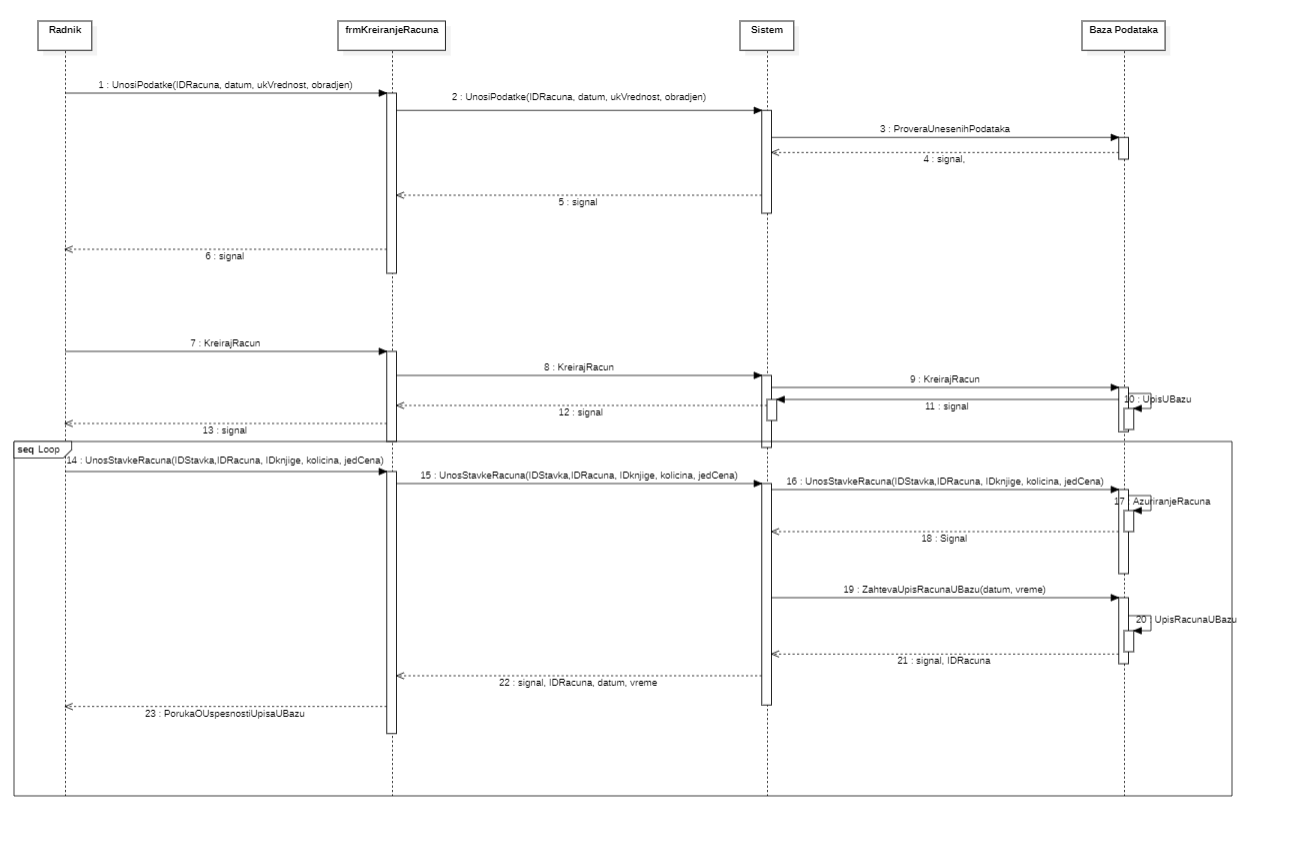 Radnik
frmKreiranjeRacuna
Sistem
Baza Podataka
1 : UnosiPodatke(IDRacuna, datum, ukVrednost, obradjen)
2 : UnosiPodatke(IDRacuna, datum, ukVrednost, obradjen)
3 : ProveraUnesenihPodataka
4 : signal,
5 : signal
6 : signal
7 : KreirajRacun
8 : KreirajRacun
9 : KreirajRacun
10 : UpisUBazu
11 : signal
12 : signal
13 : signal
seq Loop
14 : UnosStavkeRacuna(IDStavka,IDRacuna, IDknjige, kolicina, jedCena)
15 : UnosStavkeRacuna(IDStavka,IDRacuna, IDknjige, kolicina, jedCena)
16 : UnosStavkeRacuna(IDStavka,IDRacuna, IDknjige, kolicina, jedCena)
17 : AzuriranjeRacuna
18 : Signal
19 : ZahtevaUpisRacunaUBazu(datum, vreme)
20 : UpisRacunaUBazu
21 : signal, IDRacuna
22 : signal, IDRacuna, datum, vreme
23 : PorukaOUspesnostiUpisaUBazu